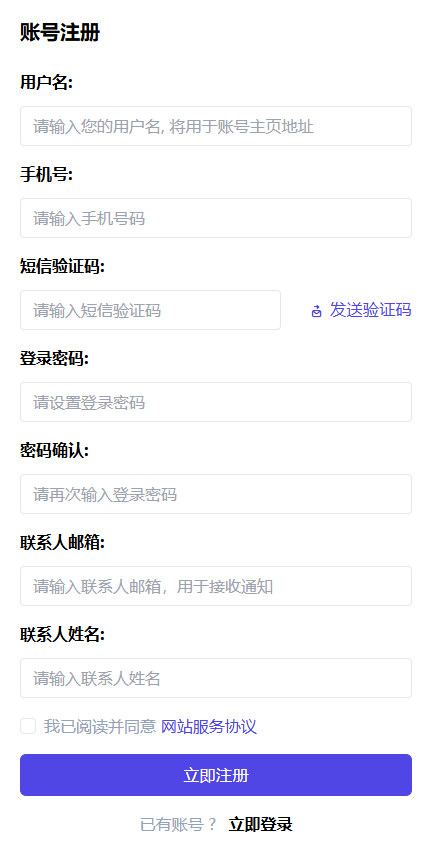 账号注册
用户名:
请输入您的用户名, 将用于账号主页地址
手机号:
请输入手机号码
短信验证码:
请输入短信验证码 发送验证码
登录密码:
请设置登录密码
密码确认:
请再次输入登录密码
联系人邮箱:
请输入联系人邮箱，用于接收通知
联系人姓名:
请输入联系人姓名
我已阅读并同意 网站服务协议
立即注册
已有账号？ 立即登录